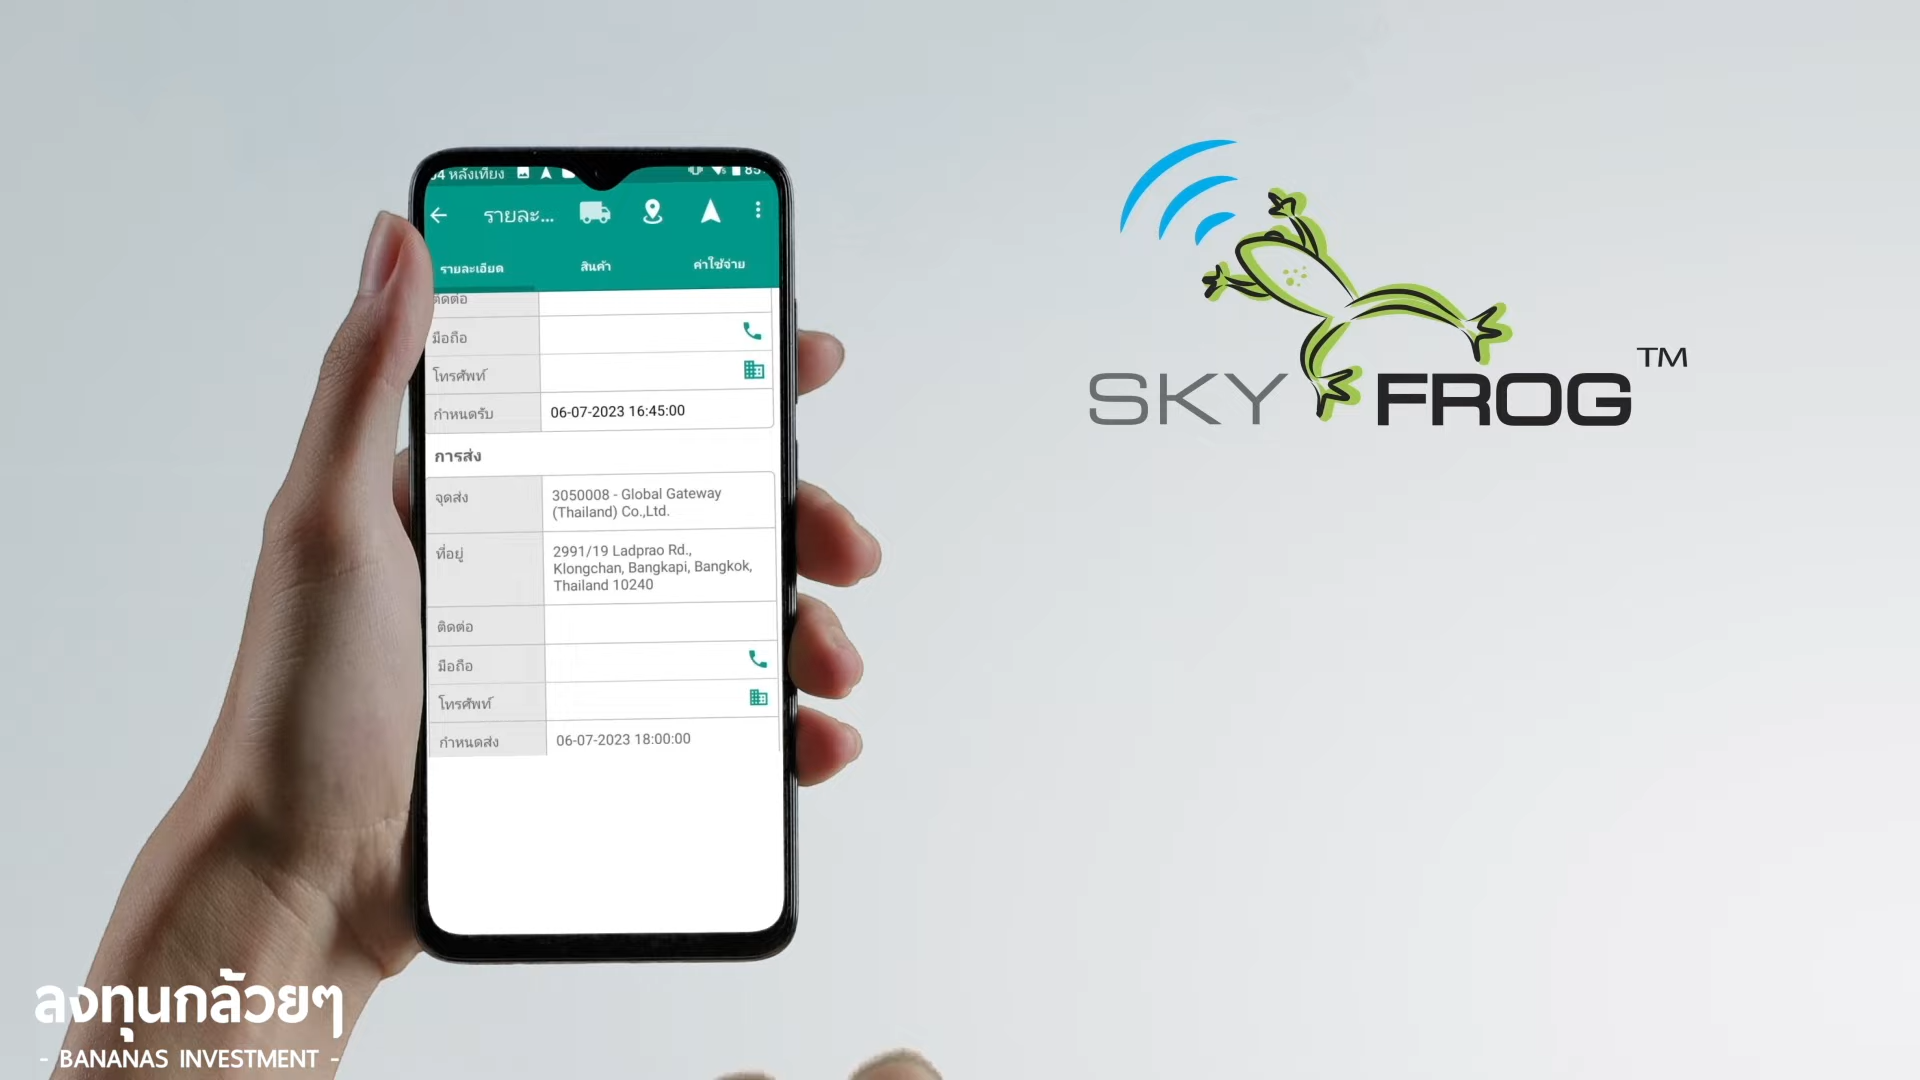 หลังเที่ยง
รายละ...
รายละเอียด สินค้า ค่าใช้จ่าย
ติดต่อ
มือถือ
โทรศัพท์
กำหนดรับ 06-07-2023 16:45:00
การส่ง
จุดส่ง 3050008 - Global Gateway
(Thailand) Co.,Ltd.
ที่อยู่ 2991/19 Ladprao Rd.,
Klongchan, Bangkapi, Bangkok,
Thailand 10240
ติดต่อ
มือถือ
โทรศัพท์
กำหนดส่ง 06-07-2023 18:00:00
SKY FROG TM
ลงทุนกล้วยๆ
- BANANAS INVESTMENT -